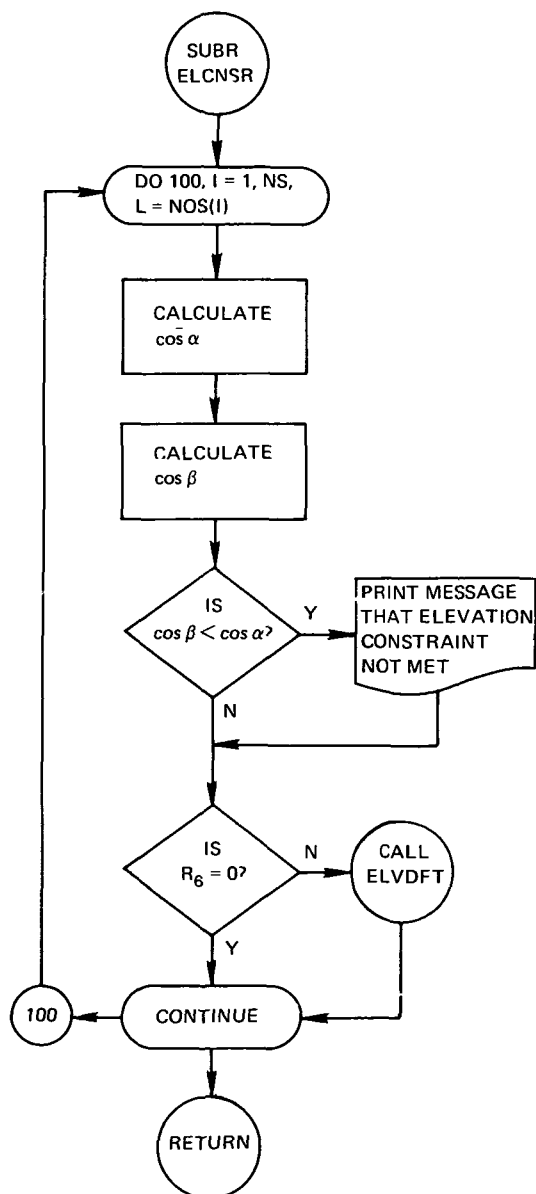 SUBR
ELCNSR
DO 100, I = 1, NS,
L = NOS(I)
CALCULATE
cos α
CALCULATE
cos β
IS
cos β < cos α?
Y
PRINT MESSAGE
THAT ELEVATION
CONSTRAINT
NOT MET
N
IS
R6 = 0?
N
CALL
ELVDFT
Y
100
CONTINUE
RETURN